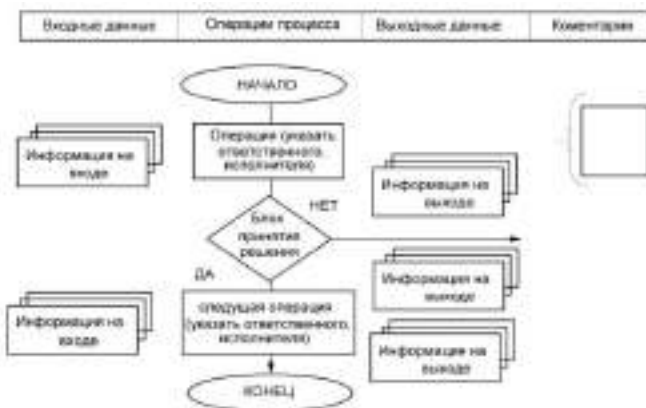 Входные данные
Операции процесса
Выходные данные
Коментарии
НАЧАЛО
Операция (указать
ответственного,
исполнителя)
Информация на
входе
Информация на
выходе
НЕТ
Блок
принятия
решения
Информация на
выходе
ДА
следущая операция
(указать ответственного,
исполнителя)
Информация на
входе
Информация на
выходе
КОНЕЦ